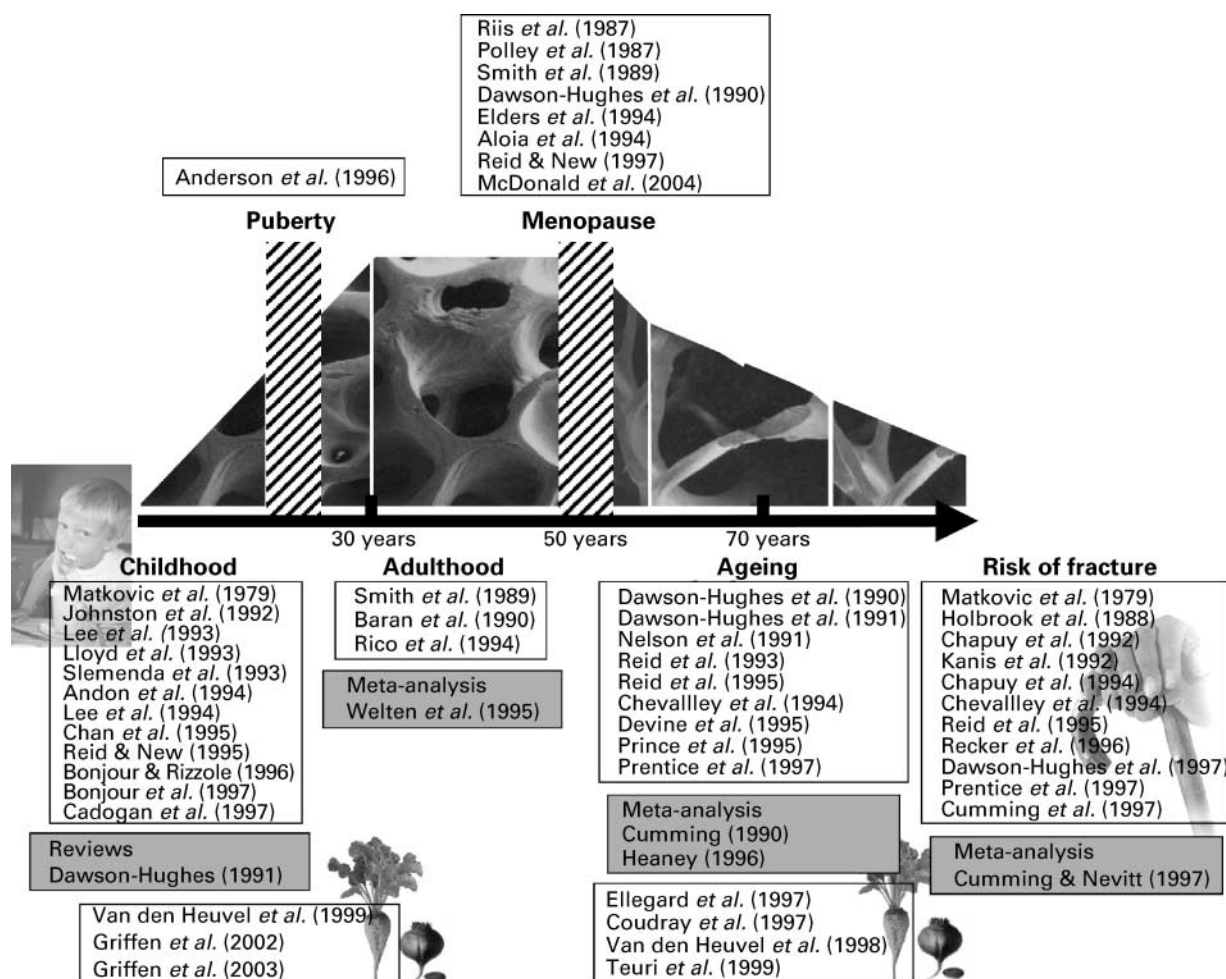 Riis et al. (1987)
Polley et al. (1987)
Smith et al. (1989)
Dawson-Hughes et al. (1990)
Elders et al. (1994)
Aloia et al. (1994)
Reid & New (1997)
McDonald et al. (2004)
Anderson et al. (1996)
Puberty
Menopause
30 years
50 years
70 years
Childhood
Matkovic et al. (1979)
Johnston et al. (1992)
Lee et al. (1993)
Lloyd et al. (1993)
Slemenda et al. (1993)
Andon et al. (1994)
Lee et al. (1994)
Chan et al. (1995)
Reid & New (1995)
Bonjour & Rizzole (1996)
Bonjour et al. (1997)
Cadogan et al. (1997)
Reviews
Dawson-Hughes (1991)
Van den Heuvel et al. (1999)
Griffen et al. (2002)
Griffen et al. (2003)
Adulthood
Smith et al. (1989)
Baran et al. (1990)
Rico et al. (1994)
Meta-analysis
Welten et al. (1995)
Ageing
Dawson-Hughes et al. (1990)
Dawson-Hughes et al. (1991)
Nelson et al. (1991)
Reid et al. (1993)
Reid et al. (1995)
Chevallley et al. (1994)
Devine et al. (1995)
Prince et al. (1995)
Prentice et al. (1997)
Meta-analysis
Cumming (1990)
Heaney (1996)
Ellegard et al. (1997)
Coudray et al. (1997)
Van den Heuvel et al. (1998)
Teuri et al. (1999)
Risk of fracture
Matkovic et al. (1979)
Holbrook et al. (1988)
Chapuy et al. (1992)
Kanis et al. (1992)
Chapuy et al. (1994)
Chevallley et al. (1994)
Reid et al. (1995)
Recker et al. (1996)
Dawson-Hughes et al. (1997)
Prentice et al. (1997)
Cumming et al. (1997)
Meta-analysis
Cumming & Nevitt (1997)